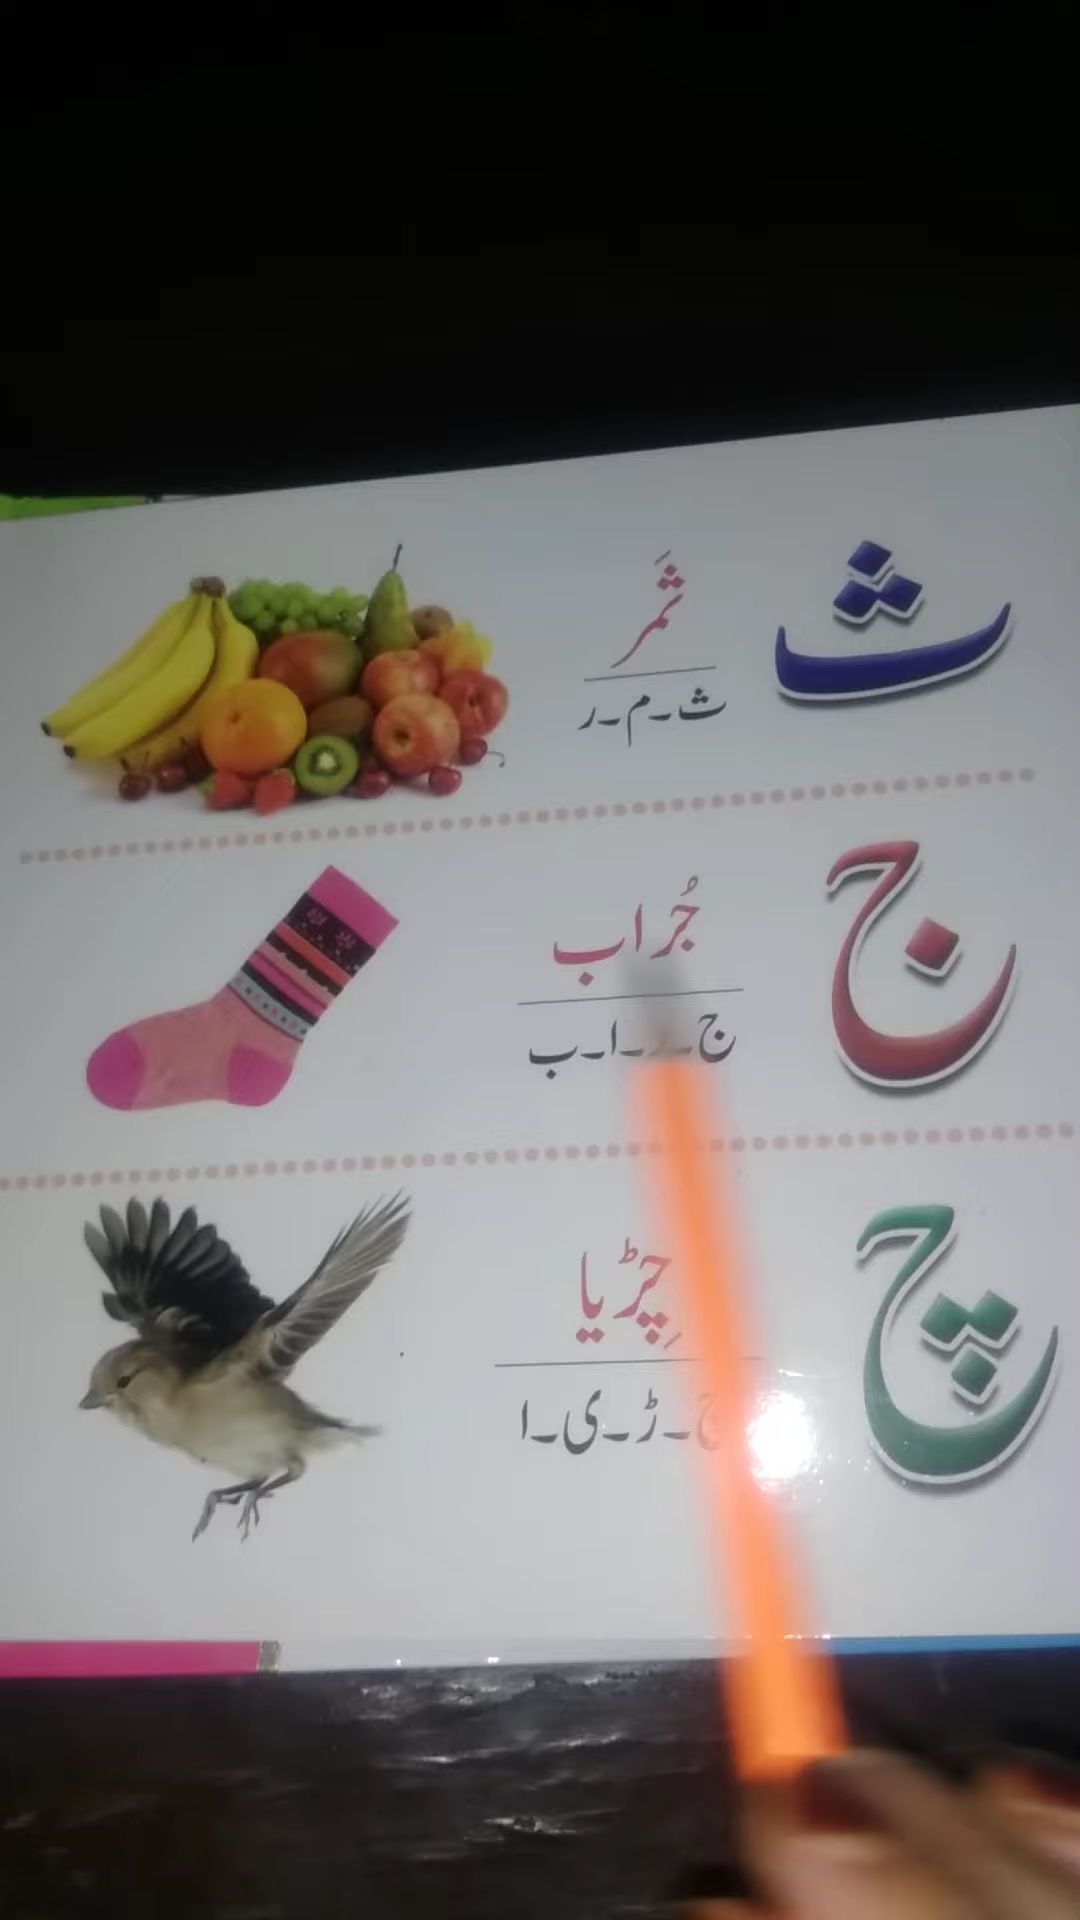 ث
ثَمر
ث۔م۔ر
ج
جُراب
ج۔ر۔ا۔ب
چ
چِڑیا
چ۔ڑ۔ی۔ا